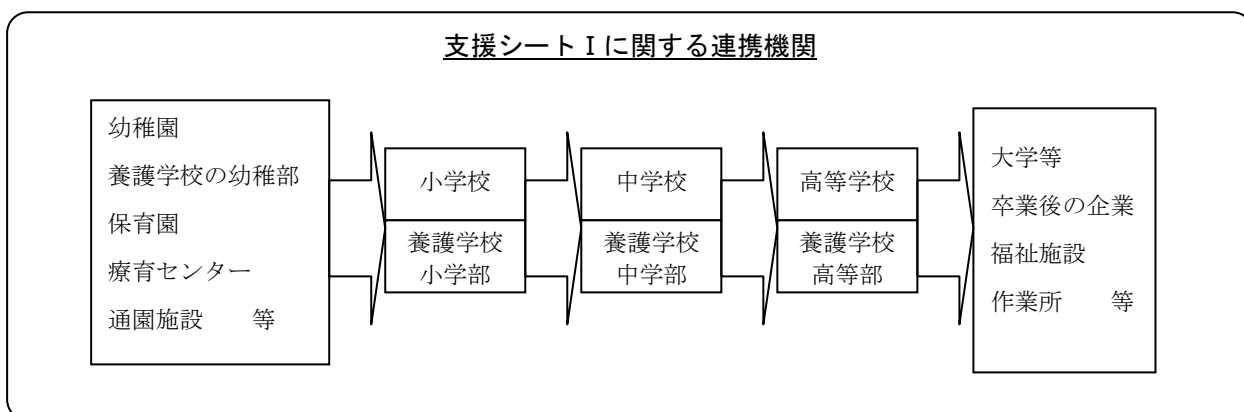 支援シートⅠに関する連携機関
幼稚園
養護学校の幼稚部
保育園
療育センター
通園施設　　等
小学校
養護学校
小学部
中学校
養護学校
中学部
高等学校
養護学校
高等部
大学等
卒業後の企業
福祉施設
作業所　　等